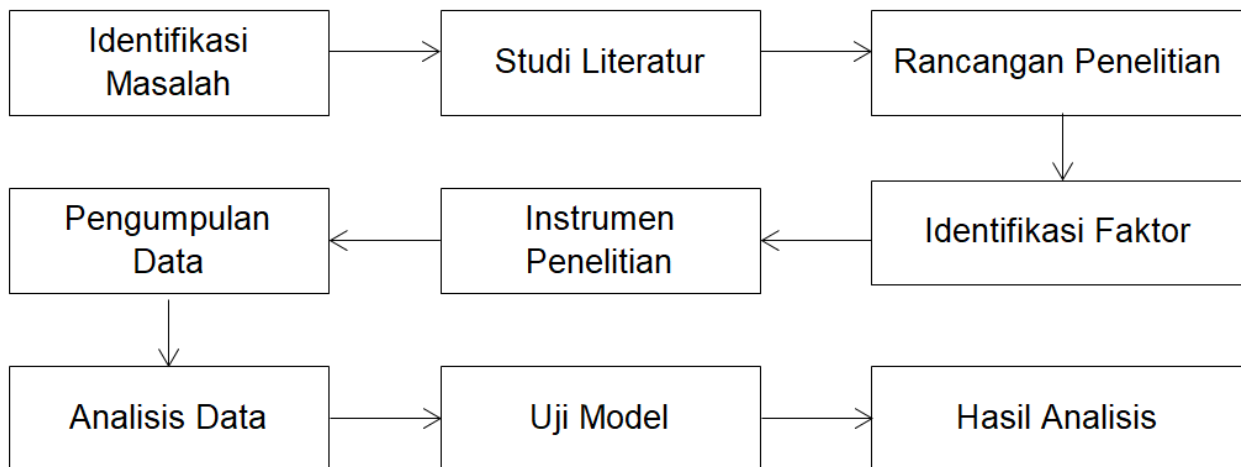 Identifikasi
Masalah
Studi Literatur
Rancangan Penelitian
Identifikasi Faktor
Instrumen
Penelitian
Pengumpulan
Data
Analisis Data
Uji Model
Hasil Analisis